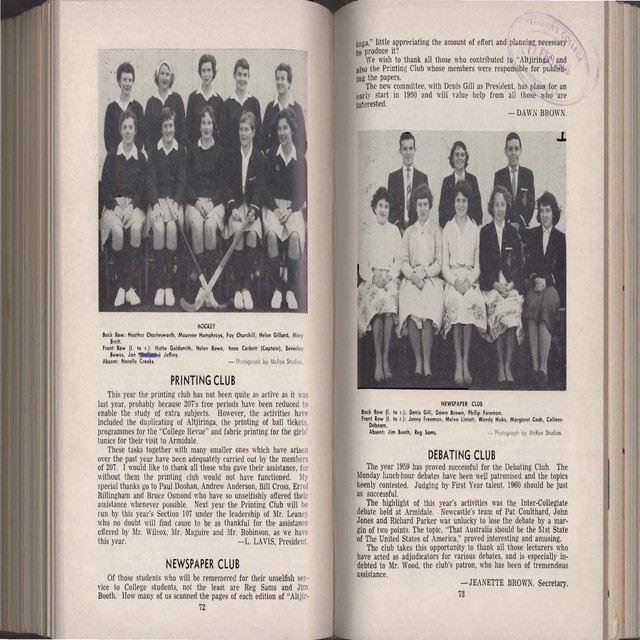 HOCKEY
Back Row: Heather Charlesworth, Maureen Humphreys, Fay Churchill, Helen Gillard, Mary
Brett.
Front Row (l. to r.): Mette Goldsmith, Helen Rowe, Anne Corbett (Captain), Beverley
Bowes, Jan Jeffrey.
Absent: Narelle Crooks. — Photograph by McRae Studios.
PRINTING CLUB
This year the printing club has not been quite as active as it was
last year, probably because 207's free periods have been reduced to
enable the study of extra subjects. However, the activities have
included the duplicating of Altjiringa, the printing of ball tickets,
programmes for the "College Revue" and fabric printing for the girls'
tunics for their visit to Armidale.
These tasks together with many smaller ones which have arisen
over the past year have been adequately carried out by the members
of 207. I would like to thank all those who gave their assistance, for
without them the printing club would not have functioned. My
special thanks go to Paul Doohan, Andrew Anderson, Bill Cross, Errol
Billingham and Bruce Osmond who have so unselfishly offered their
assistance whenever possible. Next year the Printing Club will be
run by this year's Section 107 under the leadership of Mr. Leaney
who no doubt will find cause to be as thankful for the assistance
offered by Mr. Wilcox, Mr. Maguire and Mr. Robinson, as we have
this year. —L. LAVIS, President.
NEWSPAPER CLUB
Of those students who will be rememered for their unselfish ser-
vice to College students, not the least are Reg Sams and Jim
Booth. How many of us scanned the pages of each edition of "Altjir-
72
inga," little appreciating the amount of effort and planning necessary
to produce it?
We wish to thank all those who contributed to "Altjiringa" and
also the Printing Club whose members were responsible for publish-
ing the papers.
The new committee, with Denis Gill as President, has plans for an
early start in 1960 and will value help from all those who are
interested.
—DAWN BROWN.
TEACHERS' COLLEGE
NEWSPAPER CLUB
Back Row (l. to r.): Denis Gill, Dawn Brown, Philip Foreman.
Front Row (l. to r.): Janny Freeman, Melva Lintott, Wendy Hicks, Margaret Cash, Colleen
Debnam.
Absent: Jim Booth, Reg Sams. — Photograph by McRae Studios.
DEBATING CLUB
The year 1959 has proved successful for the Debating Club. The
Monday lunch-hour debates have been well patronised and the topics
keenly contested. Judging by First Year talent, 1960 should be just
as successful.
The highlight of this year's activities was the Inter-Collegiate
debate held at Armidale. Newcastle's team of Pat Coulthard, John
Jones and Richard Parker was unlucky to lose the debate by a mar-
gin of two points. The topic, "That Australia should be the 51st State
of The United States of America," proved interesting and amusing.
The club takes this opportunity to thank all those lecturers who
have acted as adjudicators for various debates, and is especially in-
debted to Mr. Wood, the club's patron, who has been of tremendous
assistance.
—JEANETTE BROWN, Secretary.
73